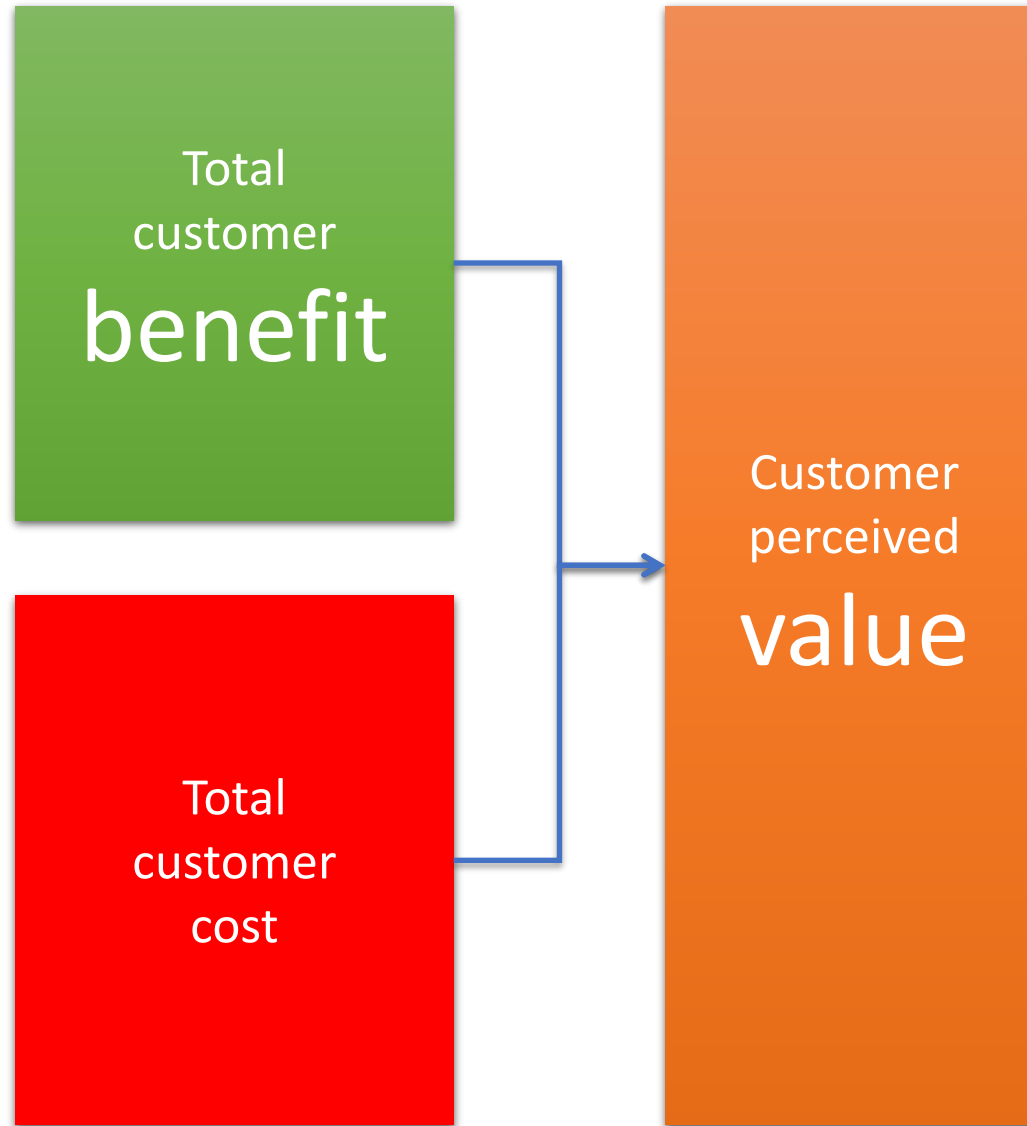 Total
customer
benefit
Total
customer
cost
Customer
perceived
value